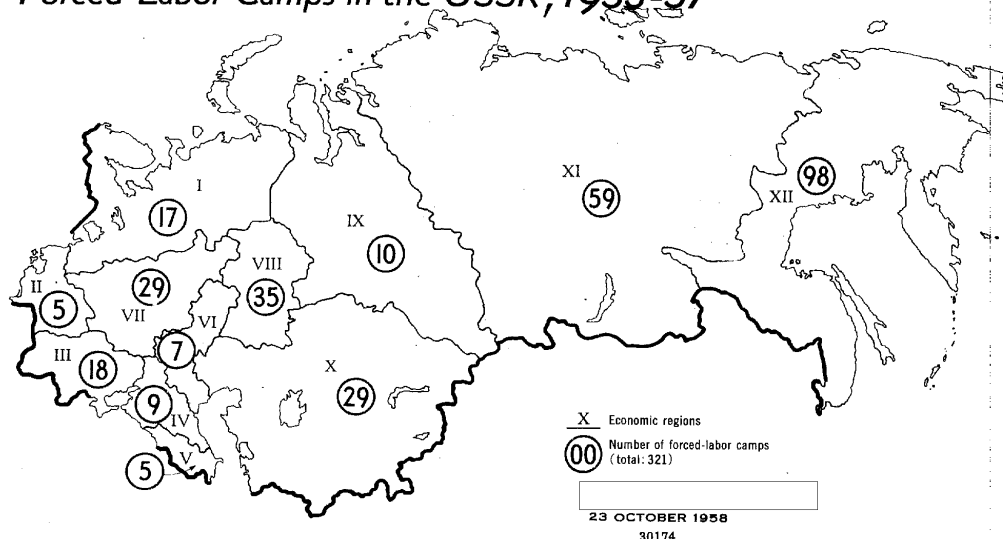 Forced Labor Camps in the USSR, 1955-57
I
17
XI
59
XII
98
IX
10
II
5
29
VII
VIII
35
VI
7
III
18
9
IV
V
5
X
29
X Economic regions
00 Number of forced-labor camps
(total: 321)
23 OCTOBER 1958
30174